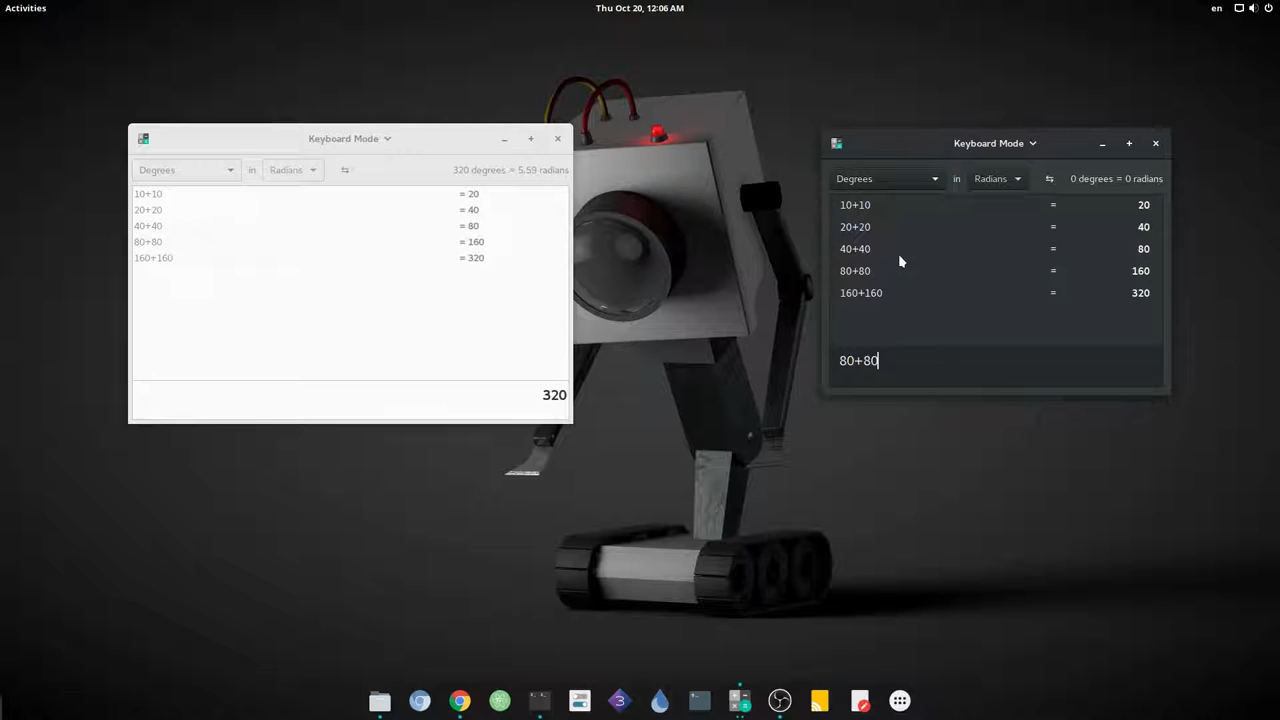 Activities
Thu Oct 20, 12:06 AM
en
Keyboard Mode
Degrees in Radians 320 degrees = 5.59 radians
10+10 = 20
20+20 = 40
40+40 = 80
80+80 = 160
160+160 = 320
320
Keyboard Mode
Degrees in Radians 0 degrees = 0 radians
10+10 = 20
20+20 = 40
40+40 = 80
80+80 = 160
160+160 = 320
80+80
3